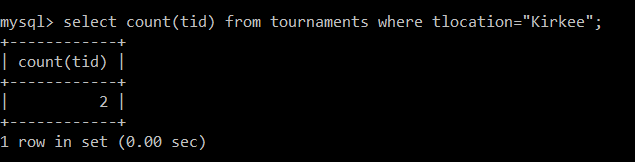 mysql> select count(tid) from tournaments where tlocation="Kirkee";
+------------+
| count(tid) |
+------------+
|          2 |
+------------+
1 row in set (0.00 sec)